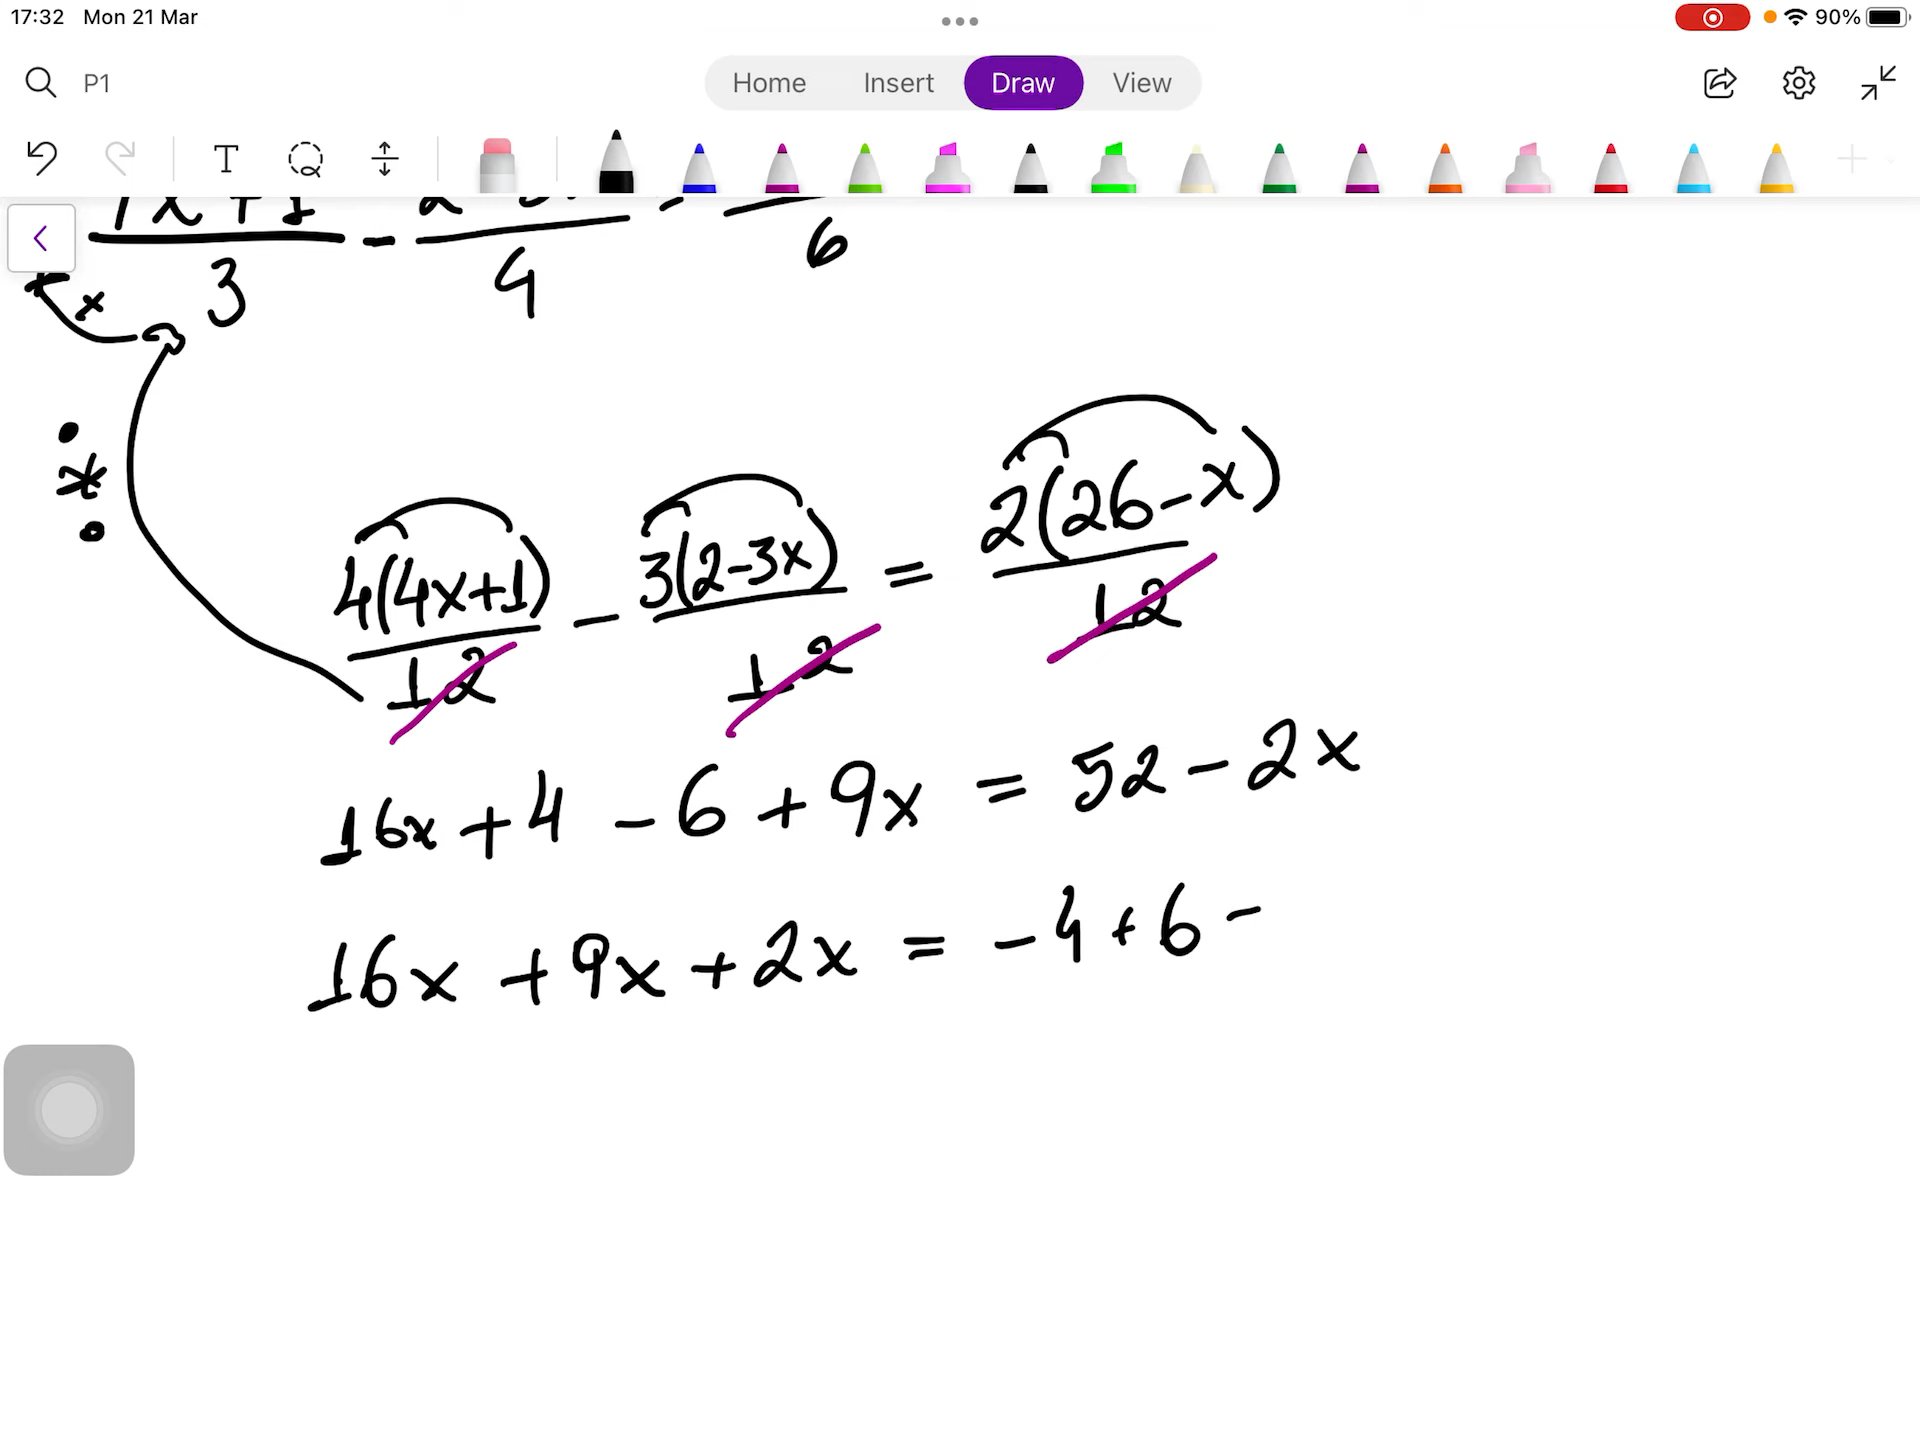 17:32 Mon 21 Mar
90%
P1
Home Insert Draw View
T
3 - 4 6
x
4(4x+1)/12 - 3(2-3x)/12 = 2(26-x)/12
16x + 4 - 6 + 9x = 52 - 2x
16x + 9x + 2x = -4 + 6 -